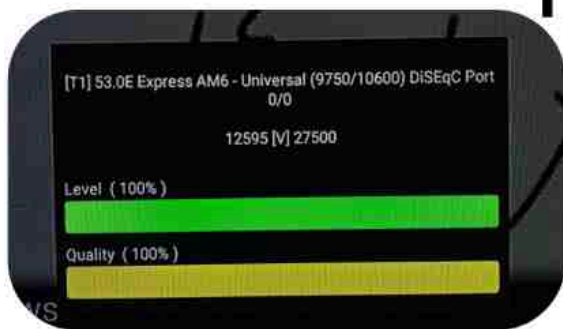 [T1] 53.0E Express AM6 - Universal (9750/10600) DiSEqC Port
0/0
12595 [V] 27500
Level ( 100% )
Quality ( 100% )